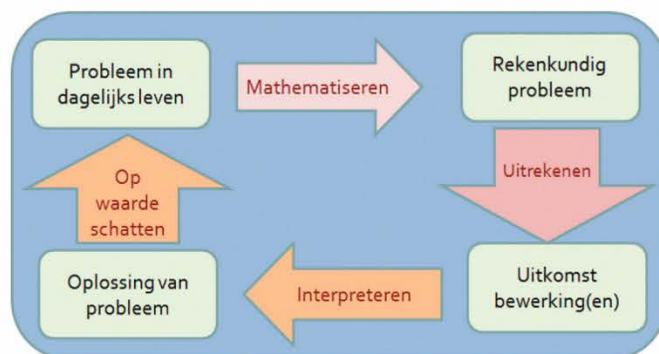 Probleem in
dagelijks leven
Mathematiseren
Rekenkundig
probleem
Uitrekenen
Uitkomst
bewerking(en)
Interpreteren
Oplossing van
probleem
Op
waarde
schatten